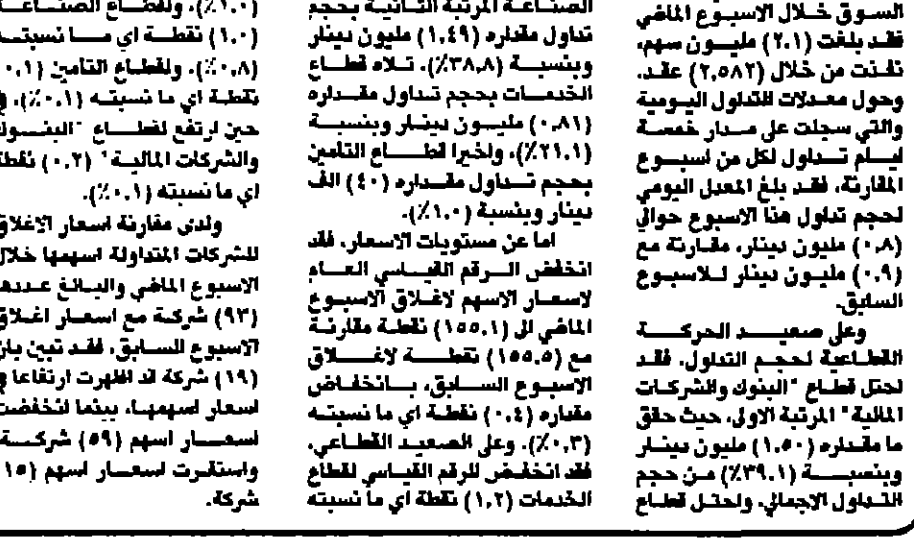 السوق خلال الاسبوع الماضي
فقد بلغت (٢.١) مليون سهم،
نفذت من خلال (٢,٥٨٢) عقد.
وحول معدلات التداول اليومية
والتي سجلت على مدار خمسة
ايام تداول لكل من اسبوع
المقارنة، فقد بلغ المعدل اليومي
لحجم تداول هذا الاسبوع حوالي
(٠,٨) مليون دينار، مقارنة مع
(٠,٩) مليون دينار للاسبوع
السابق.
وعلى صعيد الحركة
القطاعية لحجم التداول، فقد
احتل قطاع "البنوك والشركات
المالية" المرتبة الاولى، حيث حقق
ما مقداره (١,٥٠) مليون دينار
وبنسبة (٣٩,١٪) من حجم
التداول الاجمالي. واحتل قطاع
الصناعة المرتبة الثانية بحجم
تداول مقداره (١,٤٩) مليون دينار
وبنسبة (٣٨,٨٪). تلاه قطاع
الخدمات بحجم تداول مقداره
(٠,٨١) مليون دينار وبنسبة
(٢١,١٪)، واخيرا قطاع التأمين
بحجم تداول مقداره (٤٠) الف
دينار وبنسبة (١,٠٪).
اما عن مستويات الاسعار، فقد
انخفض الرقم القياسي العام
لاسعار الاسهم لاغلاق الاسبوع
الماضي الى (١٥٥,١) نقطة مقارنة
مع (١٥٥,٥) نقطة لاغلاق
الاسبوع السابق، بانخفاض
مقداره (٠,٤) نقطة اي ما نسبته
(٠,٣٪). وعلى الصعيد القطاعي،
فقد انخفض الرقم القياسي لقطاع
الخدمات (١,٢) نقطة اي ما نسبته
(١,٠٪)، ولقطاع الصناعة
(١,٠) نقطة اي ما نسبته
(٠,٨٪)، ولقطاع التأمين (٠,١
نقطة اي ما نسبته (٠,١٪)، في
حين ارتفع لقطاع "البنوك
والشركات المالية" (٠,٢) نقطة
اي ما نسبته (٠,١٪).
ولدى مقارنة اسعار الاغلاق
للشركات المتداولة اسهمها خلال
الاسبوع الماضي والبالغ عددها
(٩٣) شركة مع اسعار اغلاق
الاسبوع السابق، فقد تبين بان
(١٩) شركة قد اظهرت ارتفاعا في
اسعار اسهمها، بينما انخفضت
اسعار اسهم (٥٩) شركة
واستقرت اسعار اسهم (١٥
شركة.